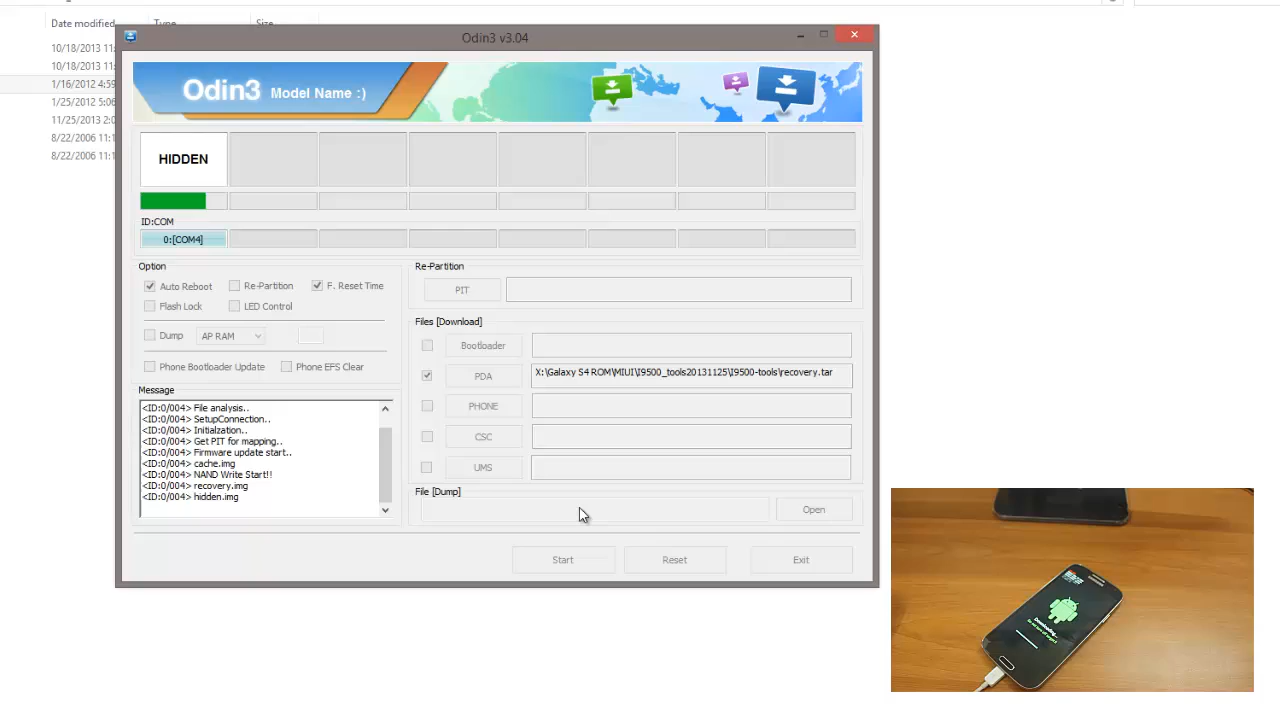 Date modified
Type
Size
10/18/2013 11:
10/18/2013 11:
1/16/2012 4:59
1/25/2012 5:06
11/25/2013 2:0
8/22/2006 11:1
8/22/2006 11:1
Odin3 v3.04
Odin3 Model Name :)
HIDDEN
ID:COM
0:[COM4]
Option
Auto Reboot
Re-Partition
F. Reset Time
Flash Lock
LED Control
Dump
AP RAM
Phone Bootloader Update
Phone EFS Clear
Message
<ID:0/004> File analysis..
<ID:0/004> SetupConnection..
<ID:0/004> Initialzation..
<ID:0/004> Get PIT for mapping..
<ID:0/004> Firmware update start..
<ID:0/004> cache.img
<ID:0/004> NAND Write Start!!
<ID:0/004> recovery.img
<ID:0/004> hidden.img
Re-Partition
PIT
Files [Download]
Bootloader
PDA
X:\Galaxy S4 ROM\MIUI\I9500_tools20131125\I9500-tools\recovery.tar
PHONE
CSC
UMS
File [Dump]
Open
Start
Reset
Exit
Downloading...